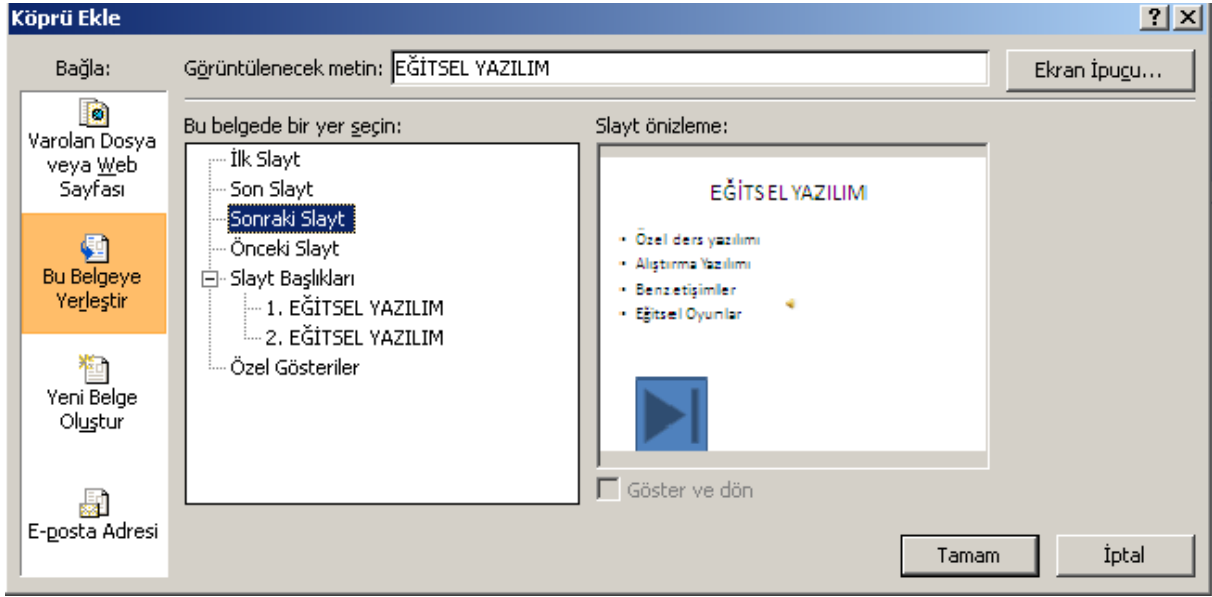 Köprü Ekle
Bağla:
Görüntülenecek metin: EĞİTSEL YAZILIM
Ekran İpucu...
Varolan Dosya
veya Web
Sayfası
Bu Belgeye
Yerleştir
Yeni Belge
Oluştur
E-posta Adresi
Bu belgede bir yer seçin:
İlk Slayt
Son Slayt
Sonraki Slayt
Önceki Slayt
Slayt Başlıkları
1. EĞİTSEL YAZILIM
2. EĞİTSEL YAZILIM
Özel Gösteriler
Slayt önizleme:
EĞİTSEL YAZILIM
• Özel ders yazılımı
• Alıştırma Yazılımı
• Benzetişimler
• Eğitsel Oyunlar
Göster ve dön
Tamam
İptal